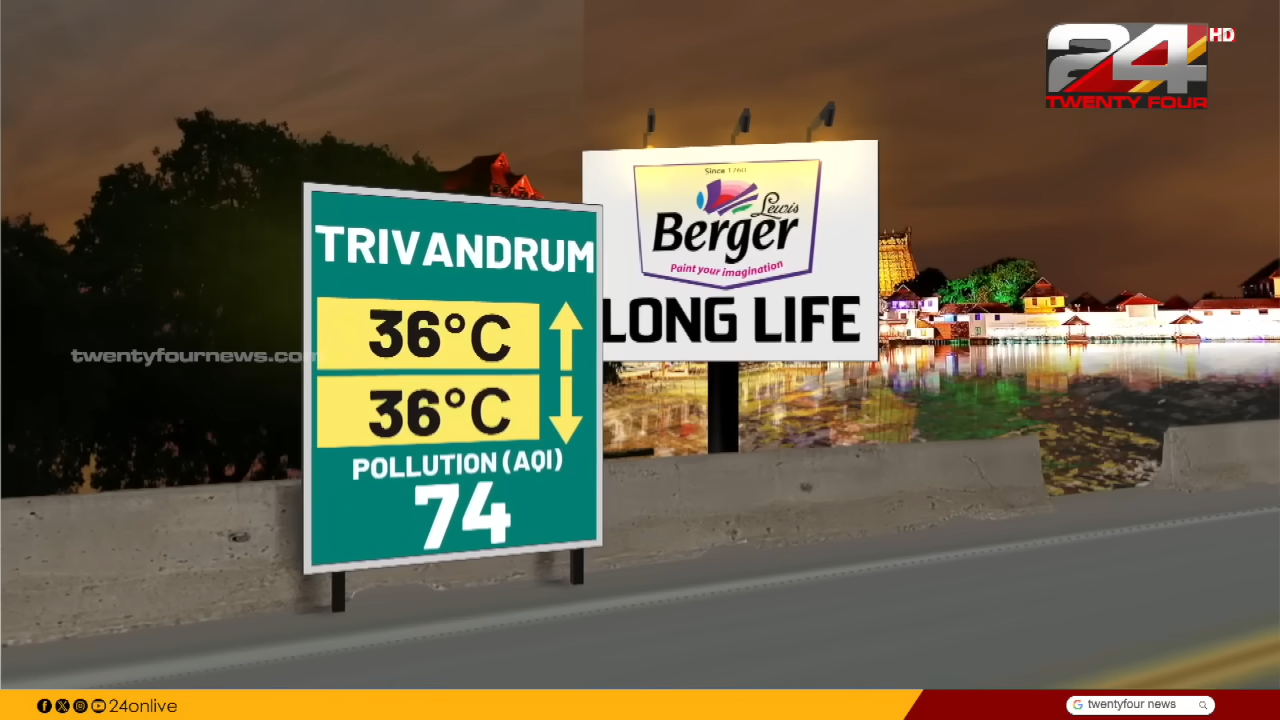 24 HD
TWENTY FOUR
Since 1760
Lewis
Berger
Paint your imagination
LONG LIFE
TRIVANDRUM
36°C
36°C
POLLUTION (AQI)
74
twentyfournews.com
24onlive
twentyfour news